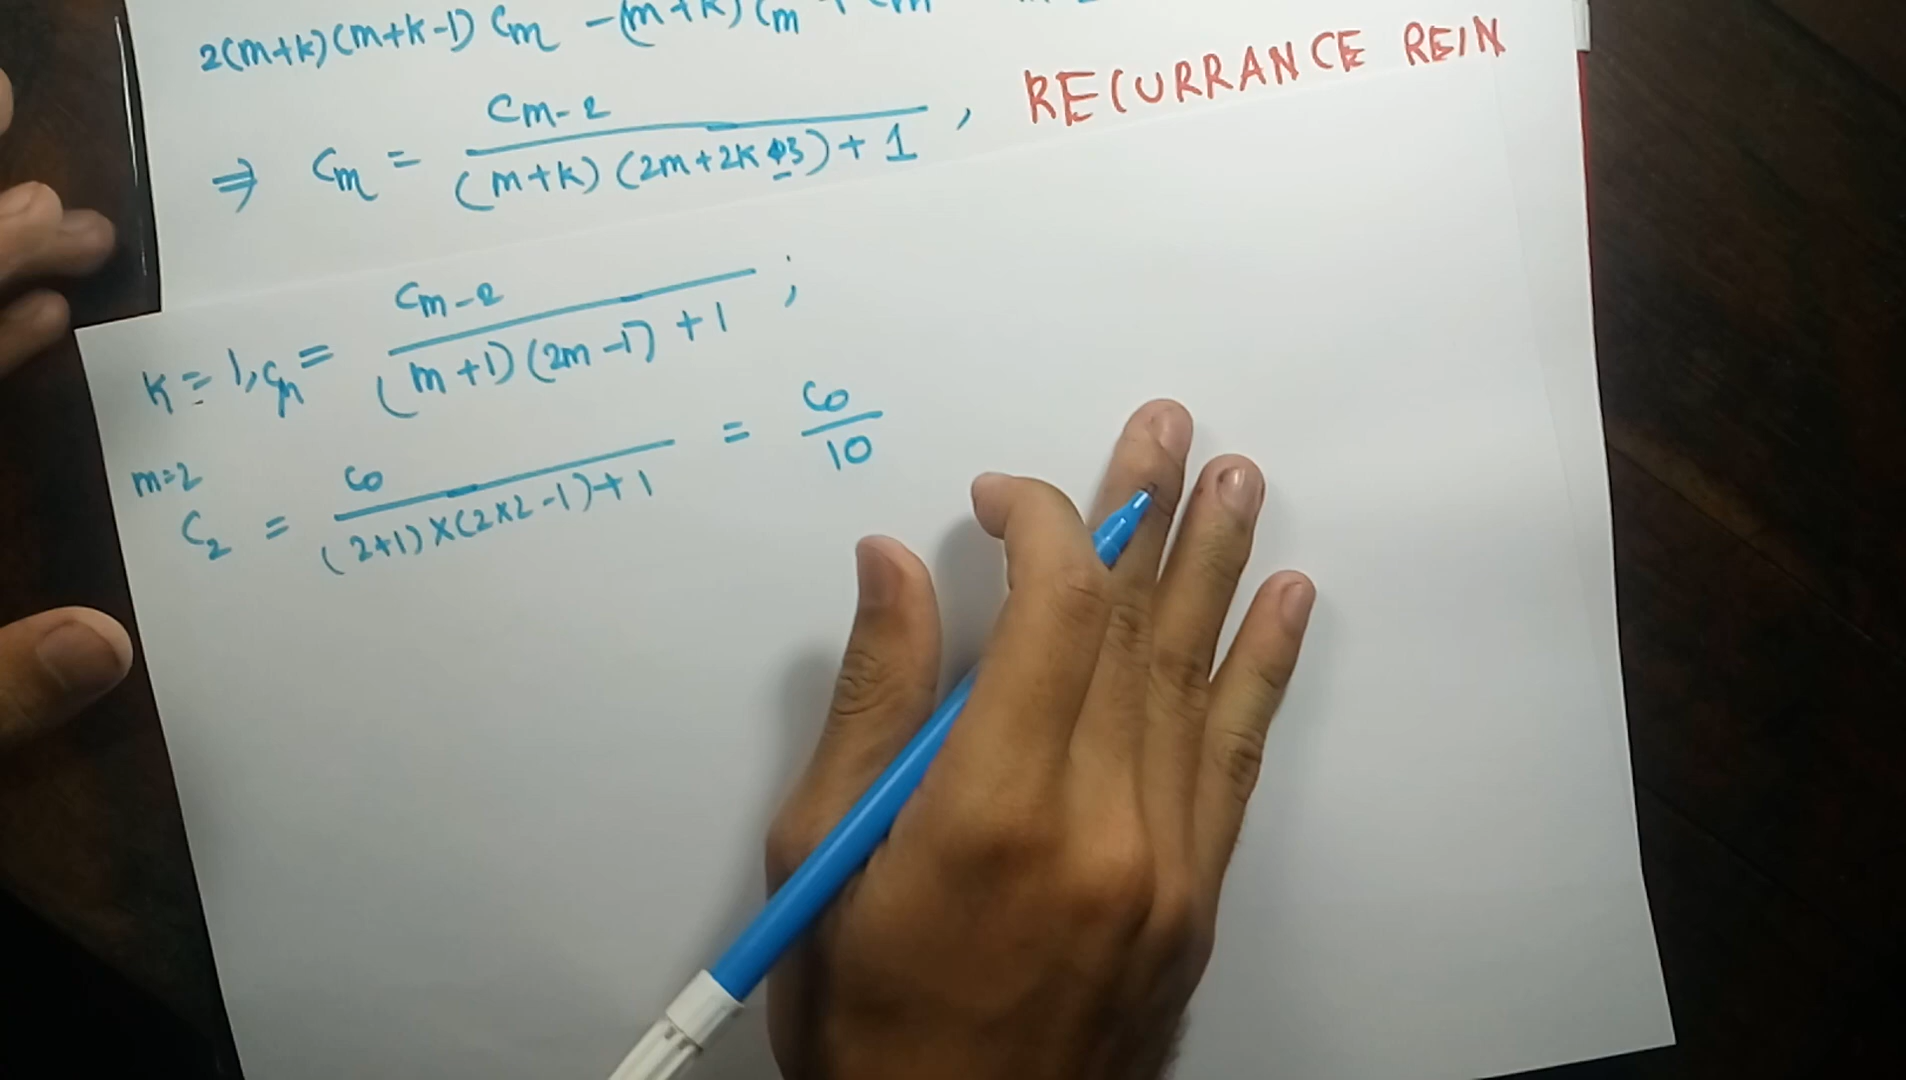 2(m+k)(m+k-1) Cm -(m+k) Cm
⇒ Cm = Cm-2 / (m+k)(2m+2k-3)+1 , RECURRANCE REIN
K=1, Cm = Cm-2 / (m+1)(2m-1)+1 ;
m=2
C2 = C0 / (2+1)×(2×2-1)+1 = C0 / 10